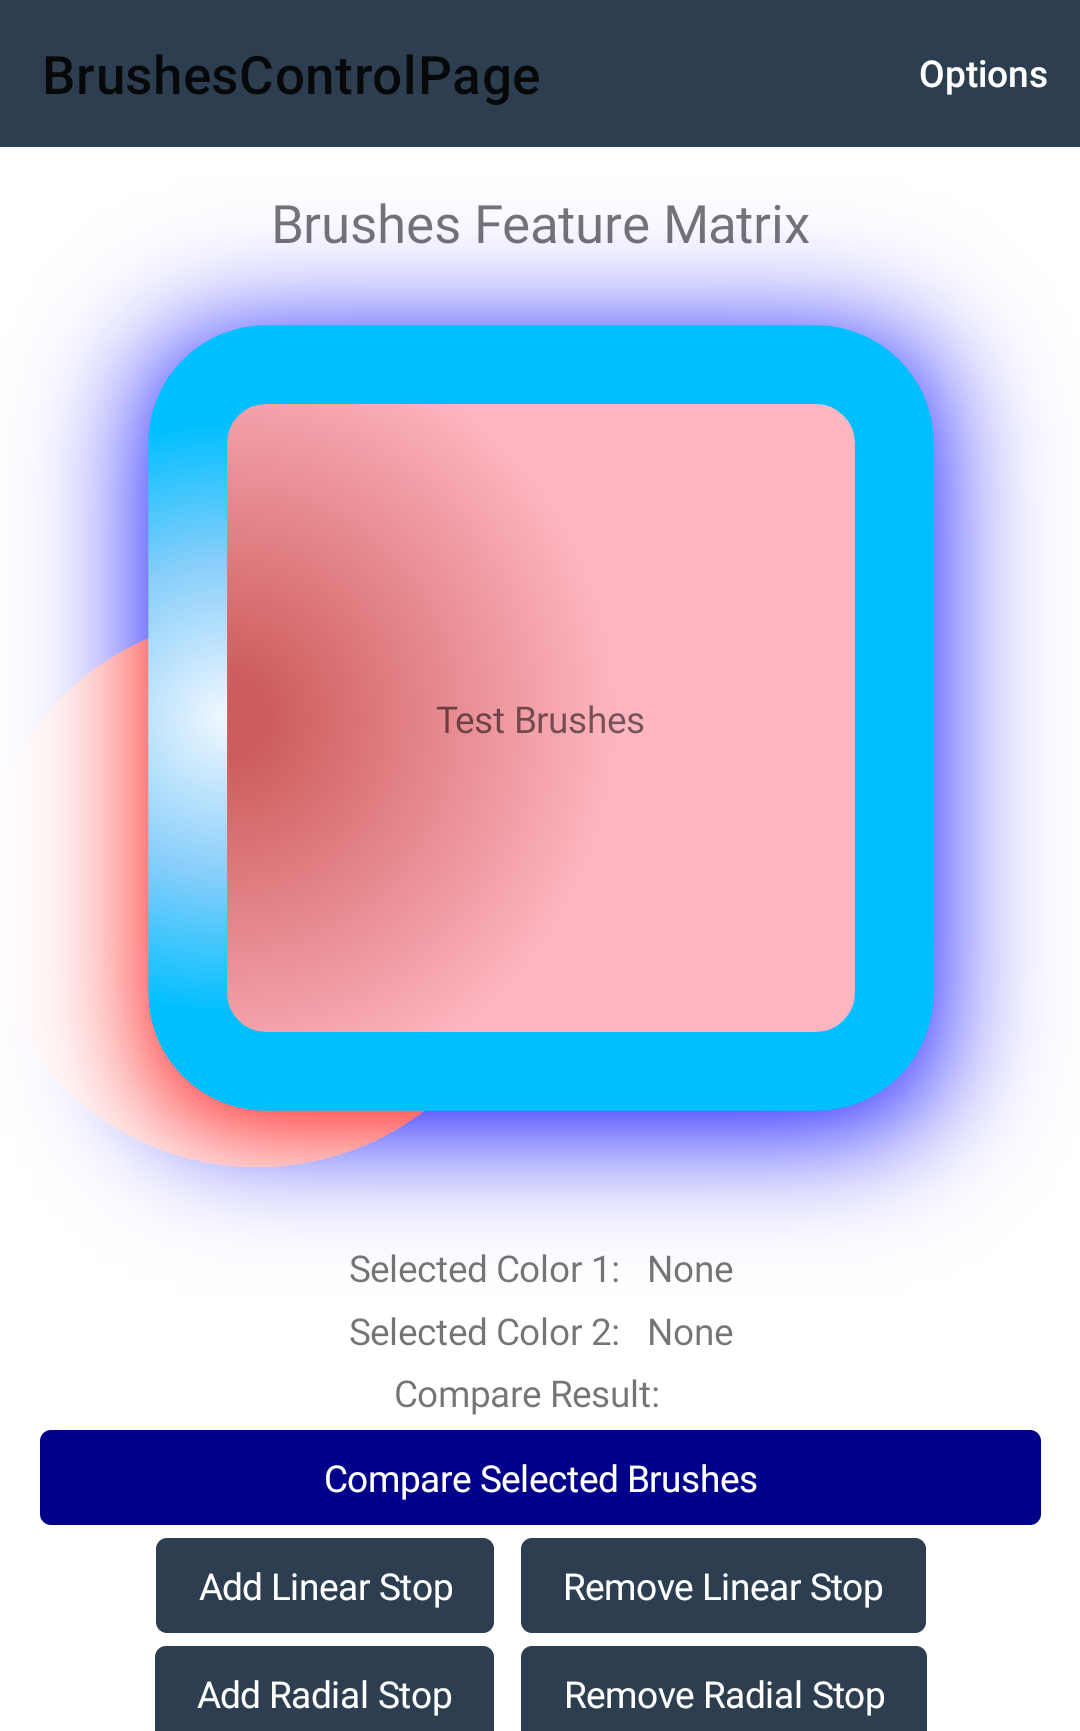 BrushesControlPage
Options
Brushes Feature Matrix
Test Brushes
Selected Color 1: None
Selected Color 2: None
Compare Result:
Compare Selected Brushes
Add Linear Stop
Remove Linear Stop
Add Radial Stop
Remove Radial Stop